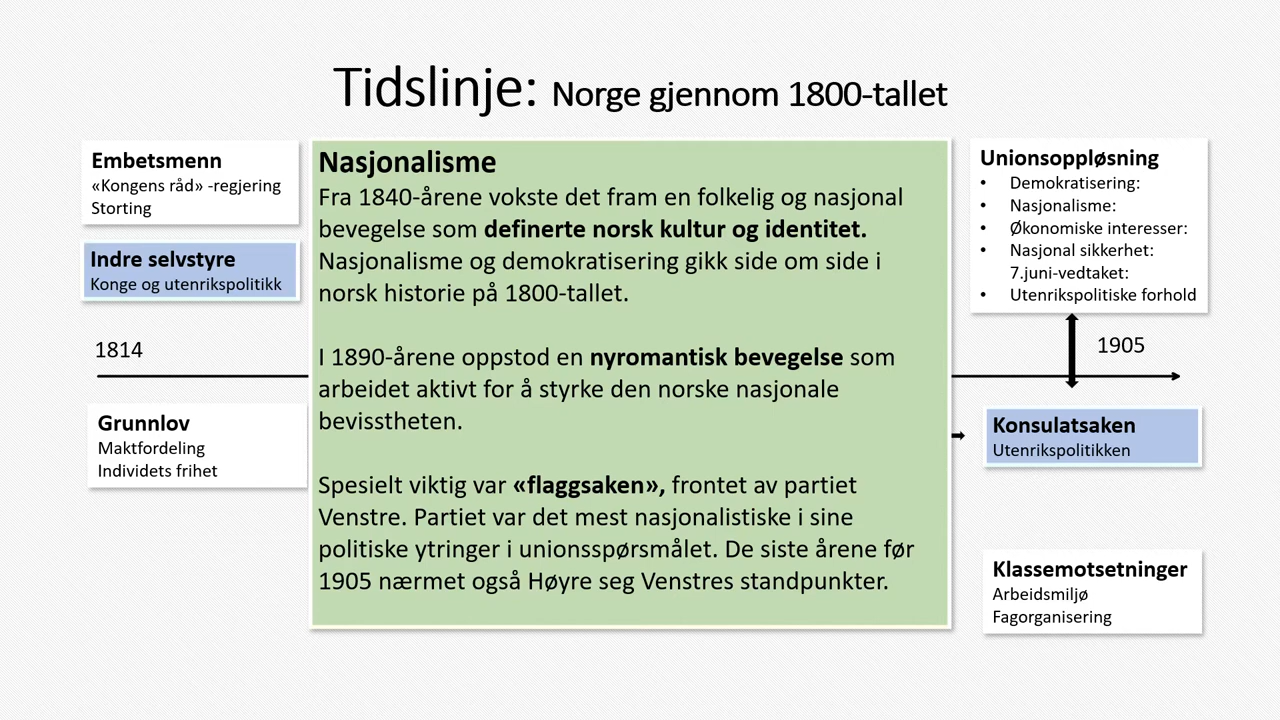 Tidslinje: Norge gjennom 1800-tallet
Embetsmenn
«Kongens råd» -regjering
Storting
Indre selvstyre
Konge og utenrikspolitikk
1814
Grunnlov
Maktfordeling
Individets frihet
Nasjonalisme
Fra 1840-årene vokste det fram en folkelig og nasjonal
bevegelse som definerte norsk kultur og identitet.
Nasjonalisme og demokratisering gikk side om side i
norsk historie på 1800-tallet.
I 1890-årene oppstod en nyromantisk bevegelse som
arbeidet aktivt for å styrke den norske nasjonale
bevisstheten.
Spesielt viktig var «flaggsaken», frontet av partiet
Venstre. Partiet var det mest nasjonalistiske i sine
politiske ytringer i unionsspørsmålet. De siste årene før
1905 nærmet også Høyre seg Venstres standpunkter.
Unionsoppløsning
• Demokratisering:
• Nasjonalisme:
• Økonomiske interesser:
• Nasjonal sikkerhet:
7.juni-vedtaket:
• Utenrikspolitiske forhold
1905
Konsulatsaken
Utenrikspolitikken
Klassemotsetninger
Arbeidsmiljø
Fagorganisering